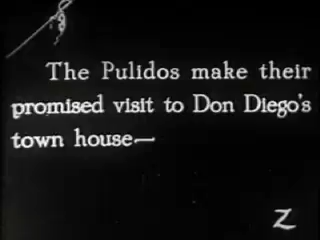 The Pulidos make their
promised visit to Don Diego's
town house—
Z